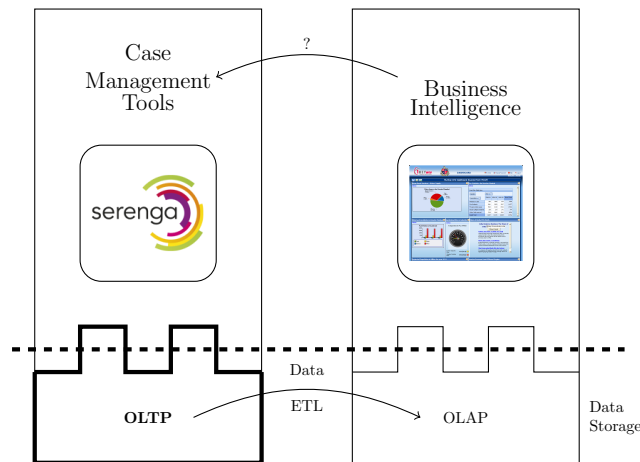 Case
Management
Tools
?
Business
Intelligence
serenga
Data
OLTP
ETL
OLAP
Data
Storage